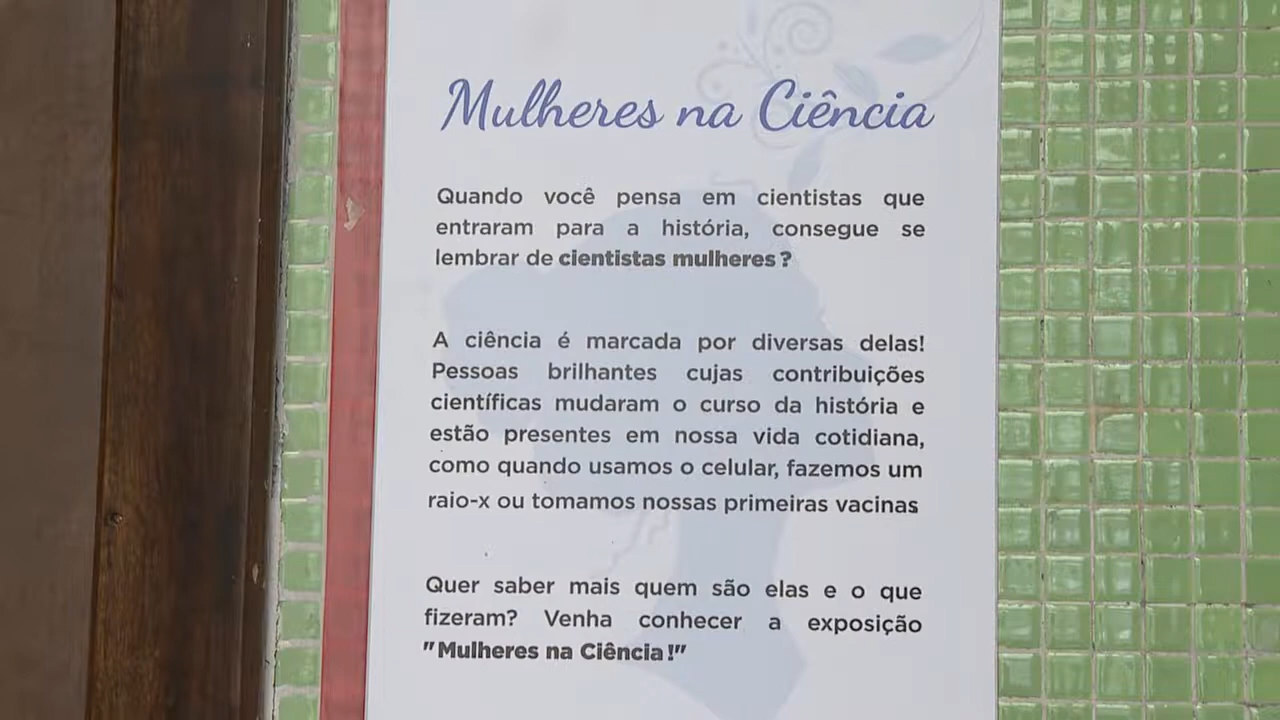 Mulheres na Ciência
Quando você pensa em cientistas que
entraram para a história, consegue se
lembrar de cientistas mulheres?
A ciência é marcada por diversas delas!
Pessoas brilhantes cujas contribuições
científicas mudaram o curso da história e
estão presentes em nossa vida cotidiana,
como quando usamos o celular, fazemos um
raio-x ou tomamos nossas primeiras vacinas
Quer saber mais quem são elas e o que
fizeram? Venha conhecer a exposição
"Mulheres na Ciência!"